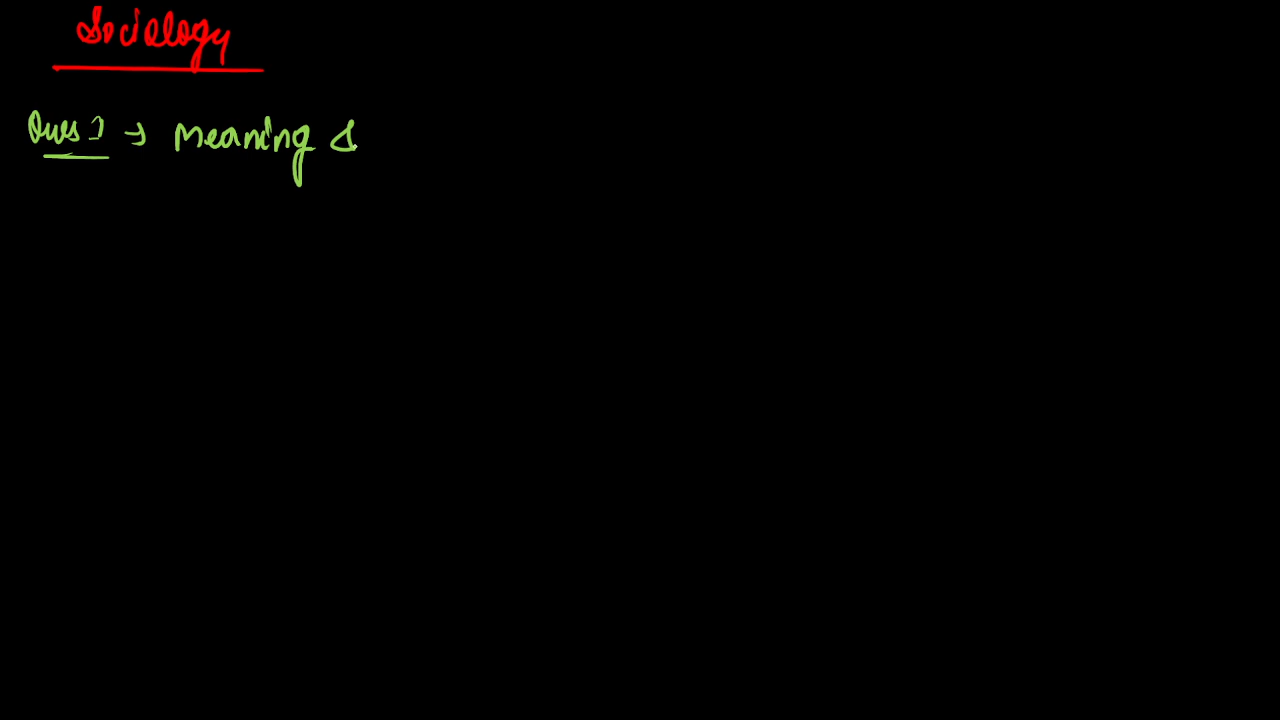 Sociology
Ques 1 → Meaning &